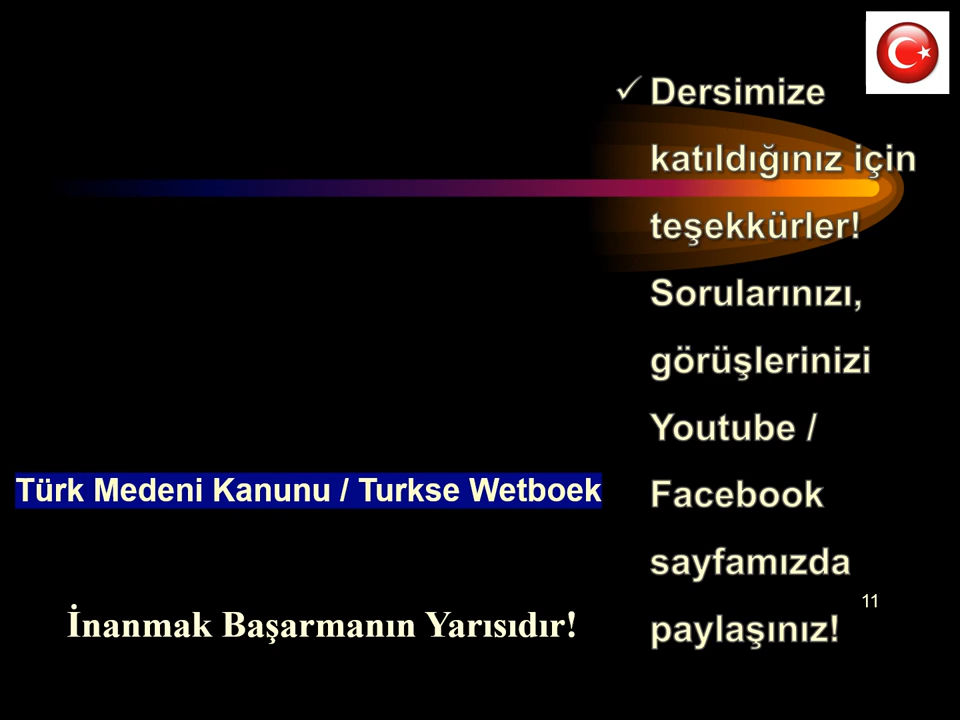 ✓ Dersimize
katıldığınız için
teşekkürler!
Sorularınızı,
görüşlerinizi
Youtube /
Facebook
sayfamızda
paylaşınız!
Türk Medeni Kanunu / Turkse Wetboek
İnanmak Başarmanın Yarısıdır!
11